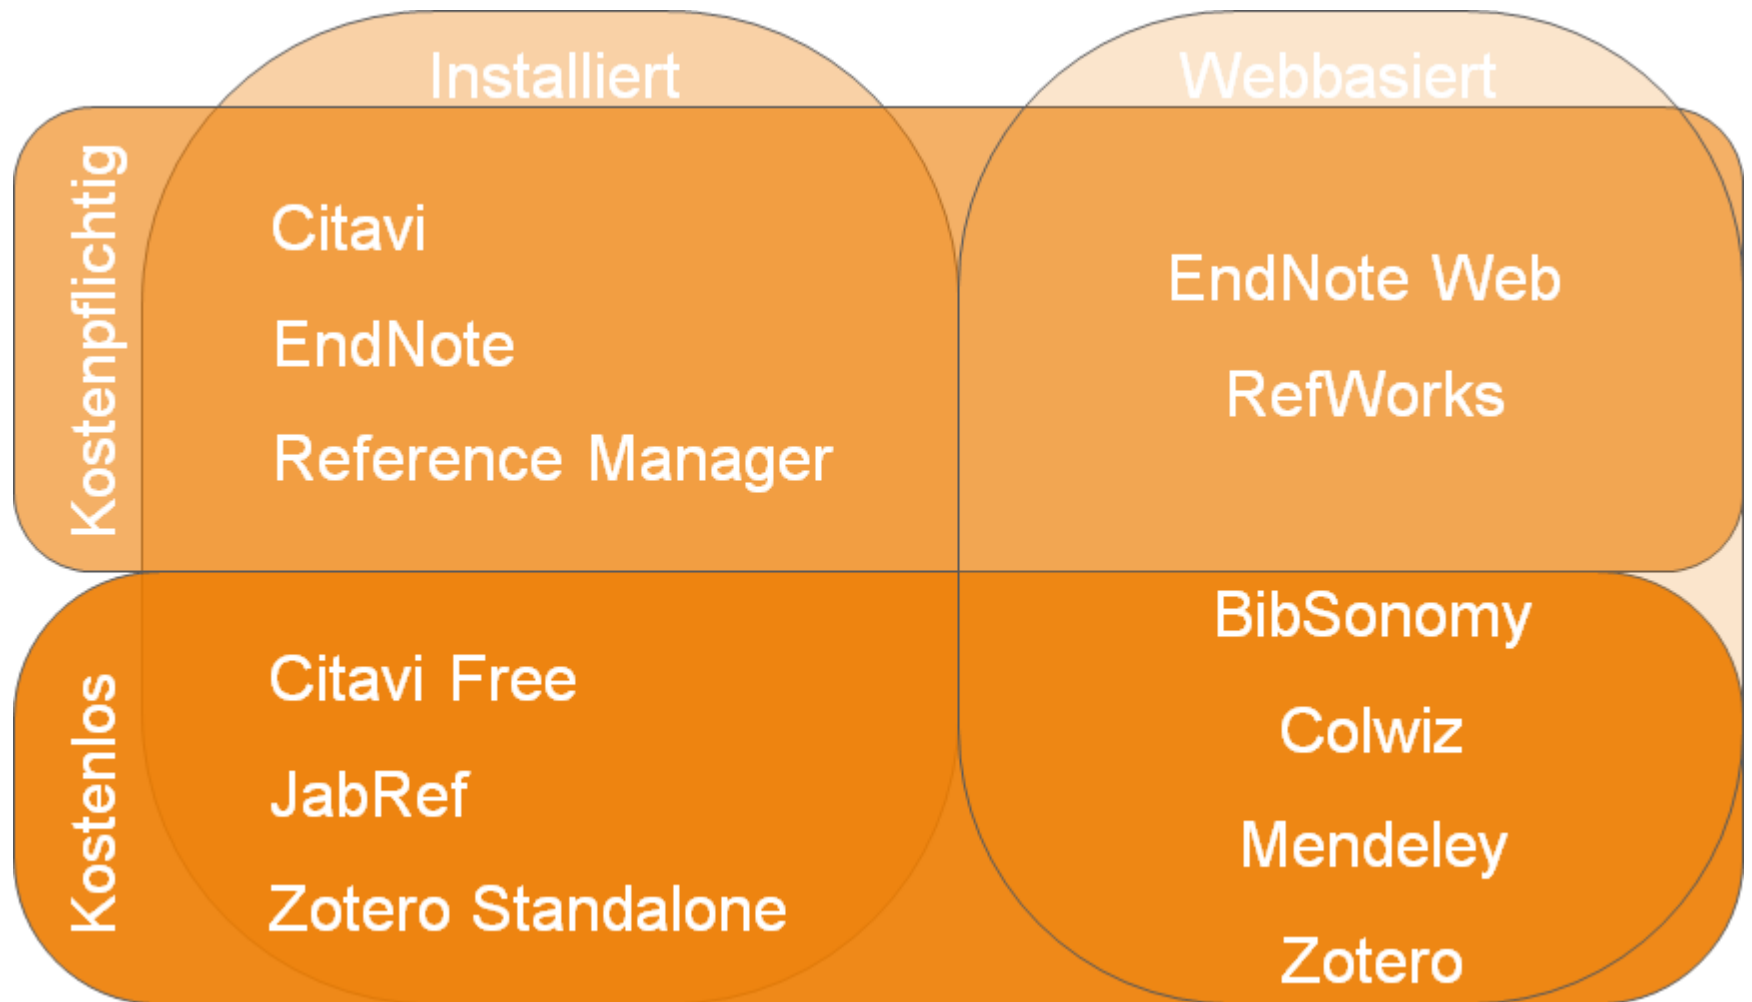 Installiert
Webbasiert
Kostenpflichtig
Citavi
EndNote
Reference Manager
EndNote Web
RefWorks
Kostenlos
Citavi Free
JabRef
Zotero Standalone
BibSonomy
Colwiz
Mendeley
Zotero